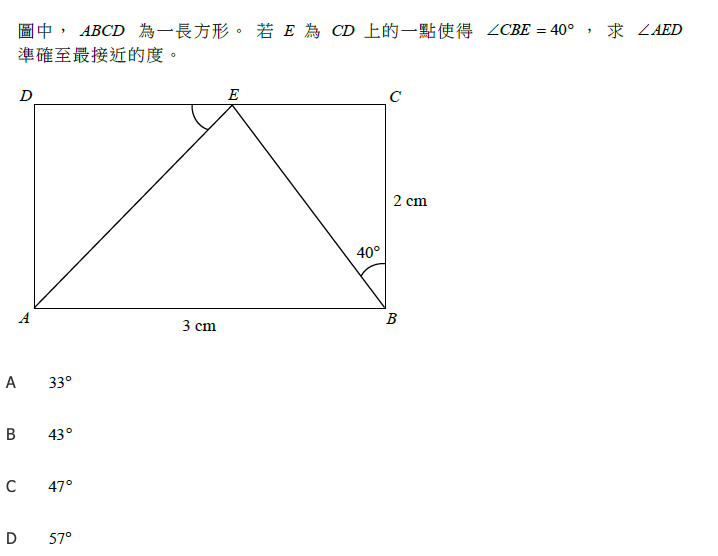 圖中， ABCD 為一長方形。 若 E 為 CD 上的一點使得 ∠CBE = 40° ， 求 ∠AED
準確至最接近的度。
D E C
2 cm
40°
A B
3 cm
A 33°
B 43°
C 47°
D 57°